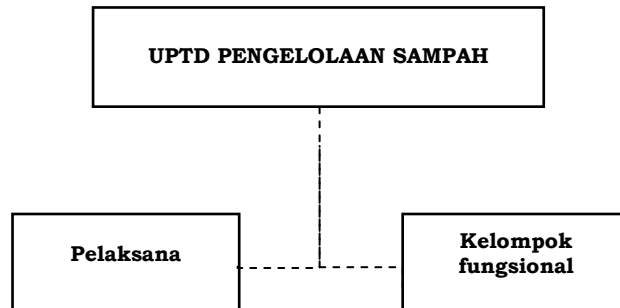 UPTD PENGELOLAAN SAMPAH
Pelaksana
Kelompok
fungsional